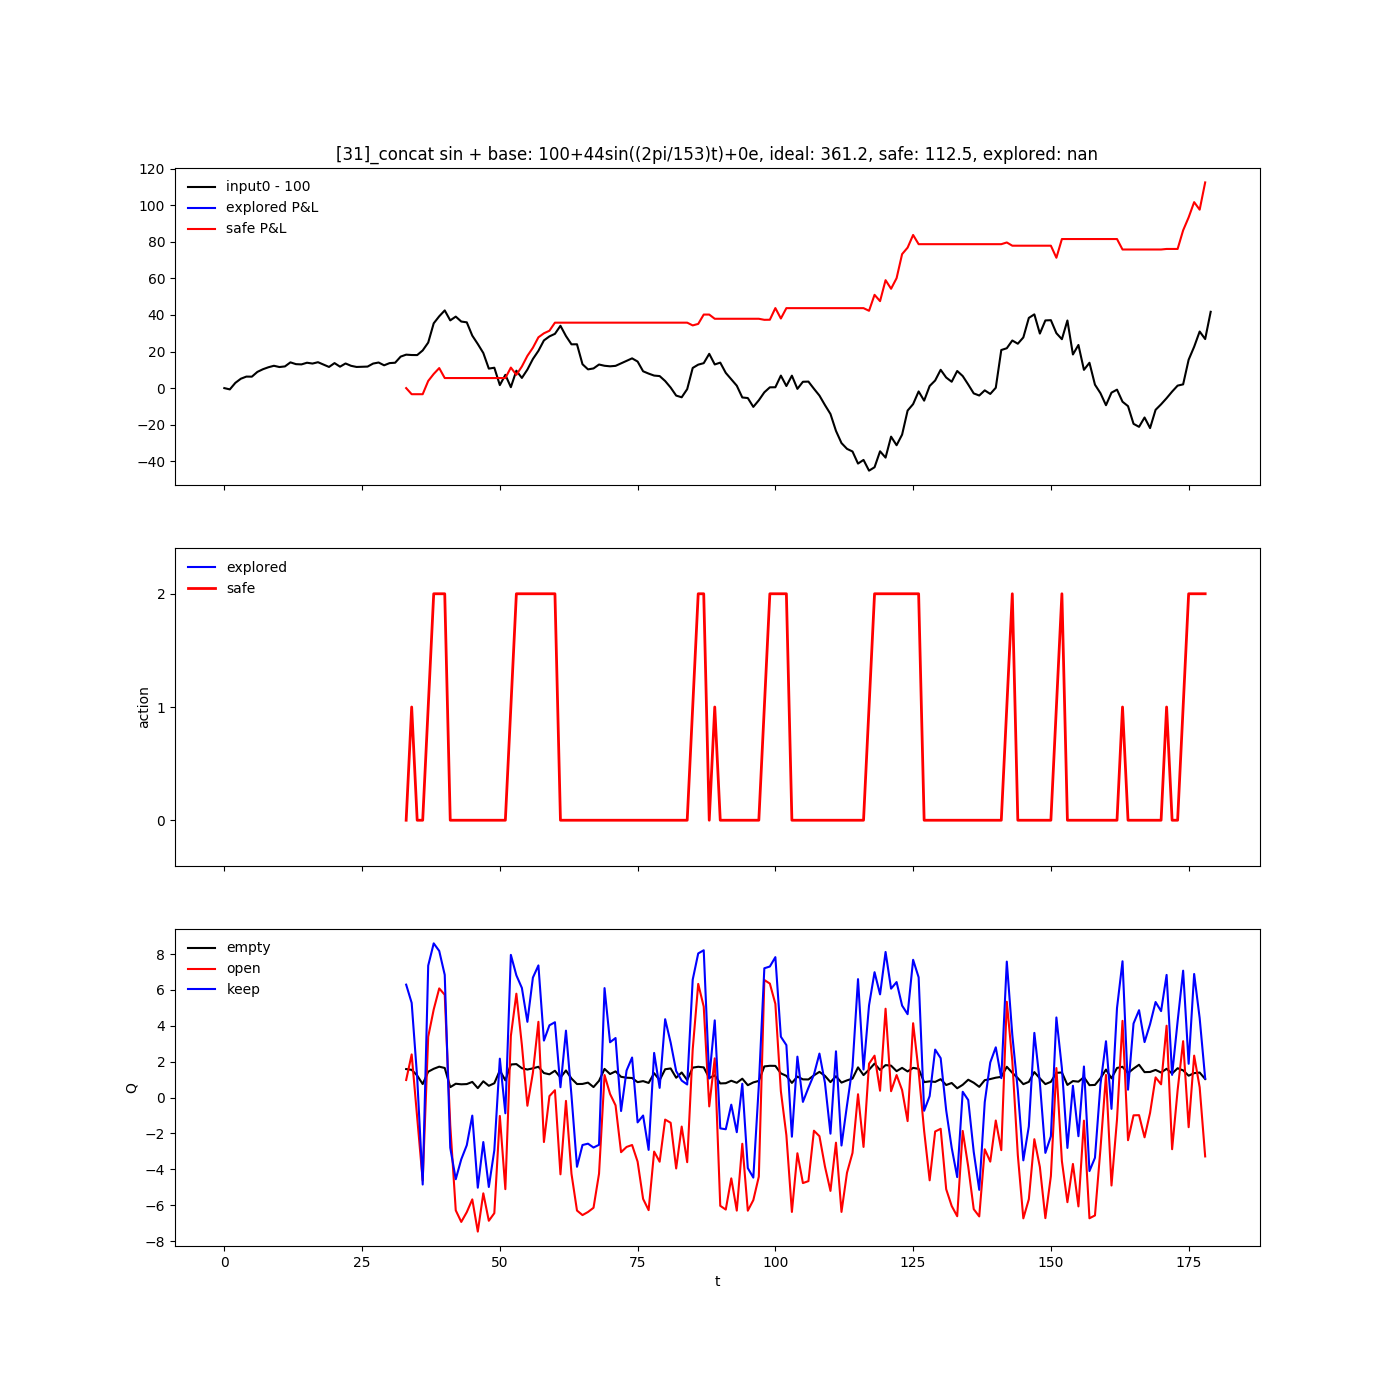 [31]_concat sin + base: 100+44sin((2pi/153)t)+0e, ideal: 361.2, safe: 112.5, explored: nan
120
100
80
60
40
20
0
−20
−40
input0 - 100
explored P&L
safe P&L
2
1
0
action
explored
safe
8
6
4
2
0
−2
−4
−6
−8
Q
empty
open
keep
0 25 50 75 100 125 150 175
t